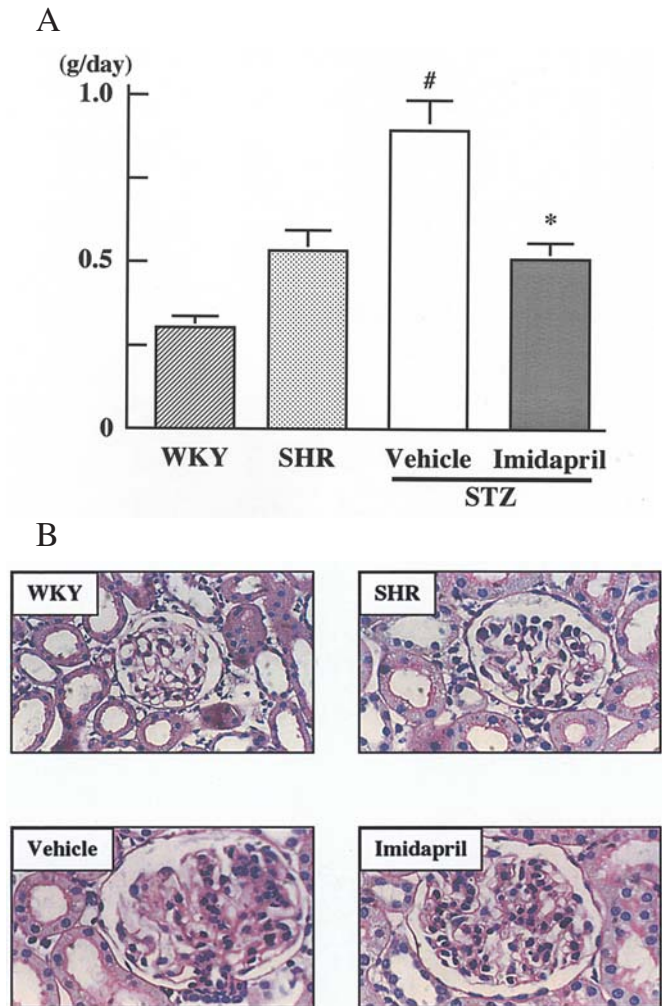 A
(g/day)
1.0
#
*
0.5
0
WKY SHR Vehicle Imidapril
STZ
B
WKY SHR
Vehicle Imidapril